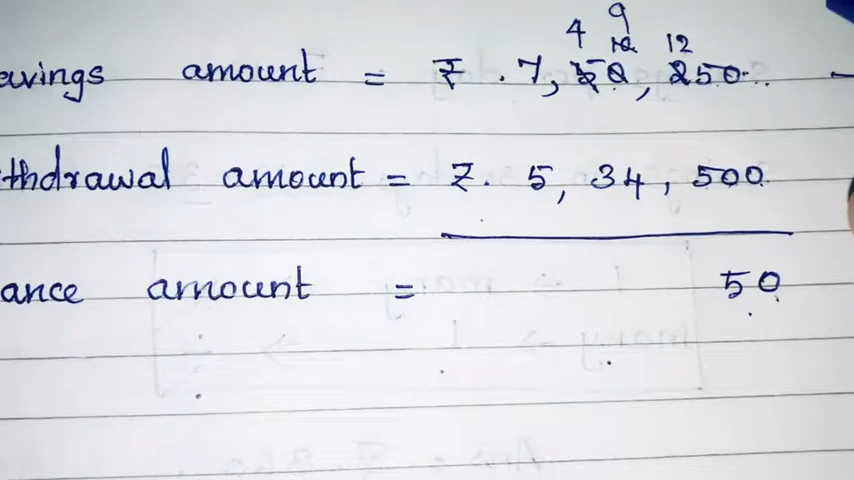 4 9
10 12
avings amount = ₹. 7,50,250
thdrawal amount = ₹. 5,34,500
ance amount = 50